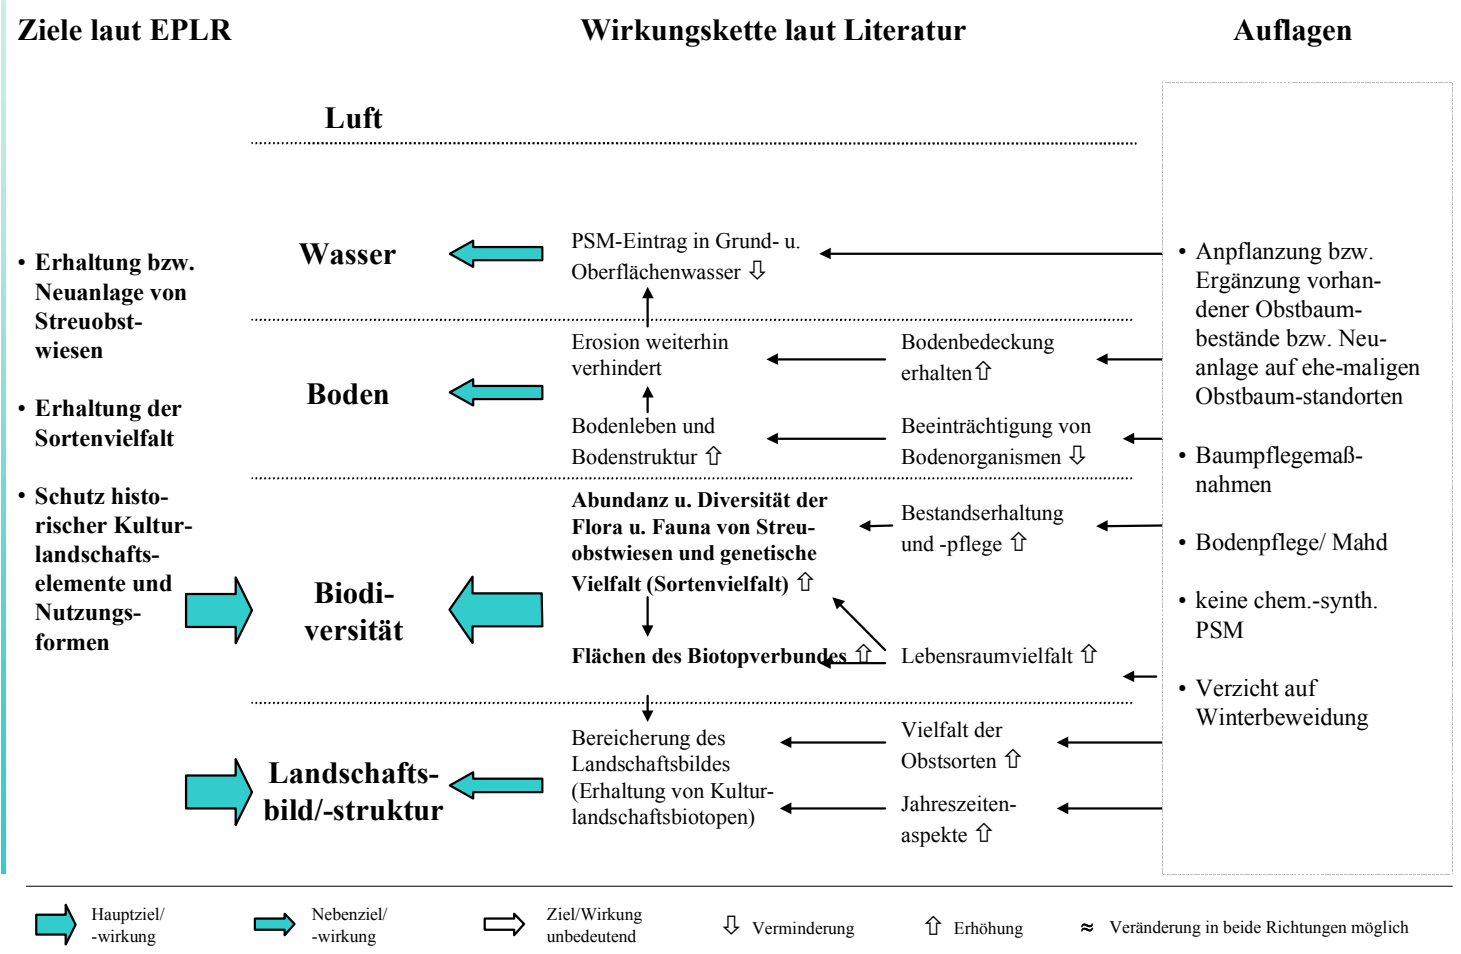 Ziele laut EPLR
Wirkungskette laut Literatur
Auflagen
• Erhaltung bzw.
Neuanlage von
Streuobst-
wiesen
• Erhaltung der
Sortenvielfalt
• Schutz histo-
rischer Kultur-
landschafts-
elemente und
Nutzungs-
formen
Luft
Wasser
PSM-Eintrag in Grund- u.
Oberflächenwasser ⇩
Boden
Erosion weiterhin
verhindert
Bodenbedeckung
erhalten ⇧
Bodenleben und
Bodenstruktur ⇧
Beeinträchtigung von
Bodenorganismen ⇩
Biodi-
versität
Abundanz u. Diversität der
Flora u. Fauna von Streu-
obstwiesen und genetische
Vielfalt (Sortenvielfalt) ⇧
Bestandserhaltung
und -pflege ⇧
Flächen des Biotopverbundes ⇧
Lebensraumvielfalt ⇧
Landschafts-
bild/-struktur
Bereicherung des
Landschaftsbildes
(Erhaltung von Kultur-
landschaftsbiotopen)
Vielfalt der
Obstsorten ⇧
Jahreszeiten-
aspekte ⇧
• Anpflanzung bzw.
Ergänzung vorhan-
dener Obstbaum-
bestände bzw. Neu-
anlage auf ehe-maligen
Obstbaum-standorten
• Baumpflegemaß-
nahmen
• Bodenpflege/ Mahd
• keine chem.-synth.
PSM
• Verzicht auf
Winterbeweidung
Hauptziel/
-wirkung
Nebenziel/
-wirkung
Ziel/Wirkung
unbedeutend
⇩ Verminderung
⇧ Erhöhung
≈ Veränderung in beide Richtungen möglich